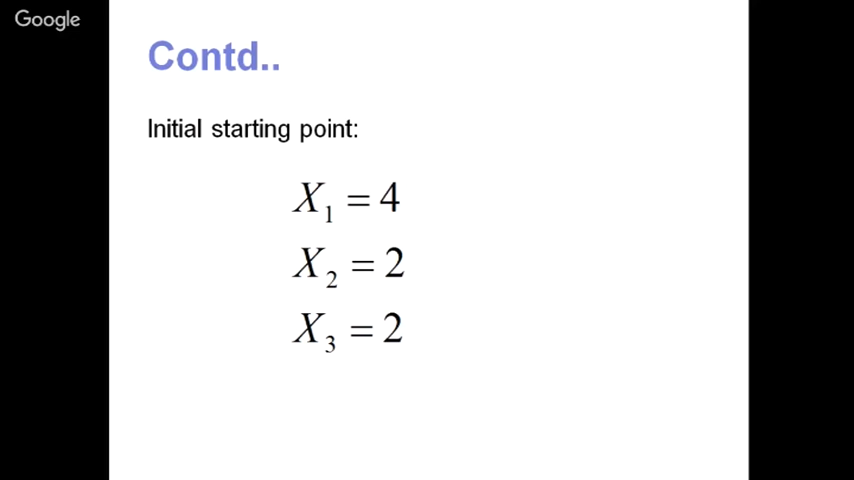 Google
Contd..
Initial starting point:
X₁ = 4
X₂ = 2
X₃ = 2